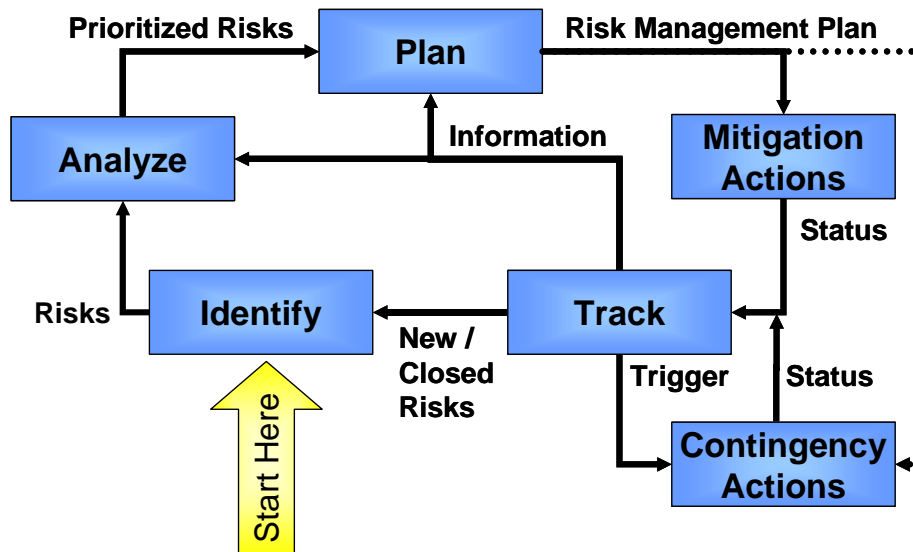 Prioritized Risks
Plan
Risk Management Plan
Analyze
Information
Mitigation
Actions
Status
Risks
Identify
New /
Closed
Risks
Track
Trigger
Status
Contingency
Actions
Start Here